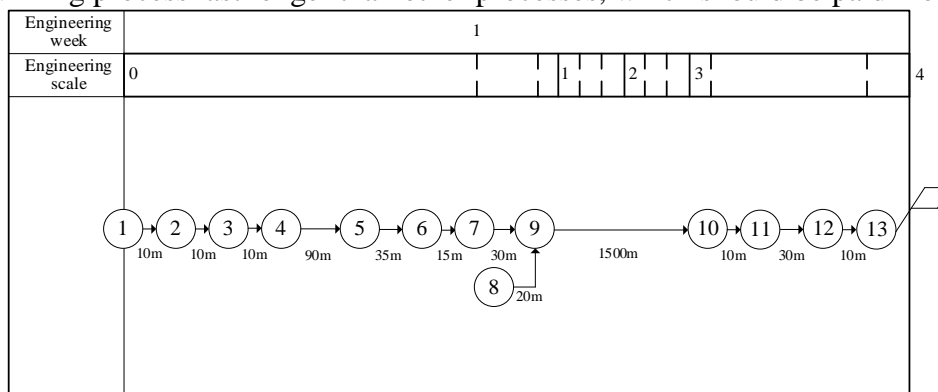 Engineering week 1
Engineering scale 0 1 2 3 4
1 2 3 4 5 6 7 9 10 11 12 13
10m 10m 10m 90m 35m 15m 30m 1500m 10m 30m 10m
8 20m